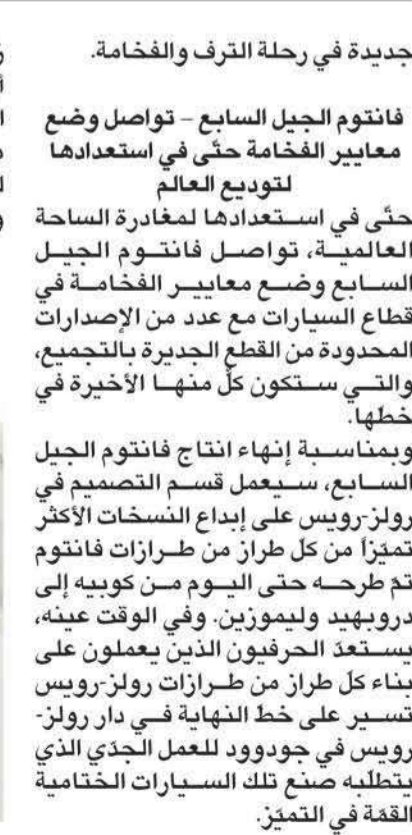 جديدة في رحلة الترف والفخامة.
فانتوم الجيل السابع – تواصل وضع
معايير الفخامة حتّى في استعدادها
لتوديع العالم
حتّى في استعدادها لمغادرة الساحة
العالمية، تواصل فانتوم الجيل
السابع وضع معايير الفخامة في
قطاع السيارات مع عدد من الإصدارات
المحدودة من القطع الجديرة بالتجميع،
والتي ستكون كلّ منها الأخيرة في
خطها.
وبمناسبة إنهاء انتاج فانتوم الجيل
السابع، سيعمل قسم التصميم في
رولز-رويس على إبداع النسخات الأكثر
تميّزاً من كل طراز من طرازات فانتوم
تمّ طرحه حتى اليوم من كوبيه إلى
دروبهيد وليموزين. وفي الوقت عينه،
يستعدّ الحرفيون الذين يعملون على
بناء كل طراز من طرازات رولز-رويس
تسير على خطّ النهاية في دار رولز-
رويس في جودوود للعمل الجدّي الذي
يتطلّبه صنع تلك السيارات الختامية
القمّة في التميّز.